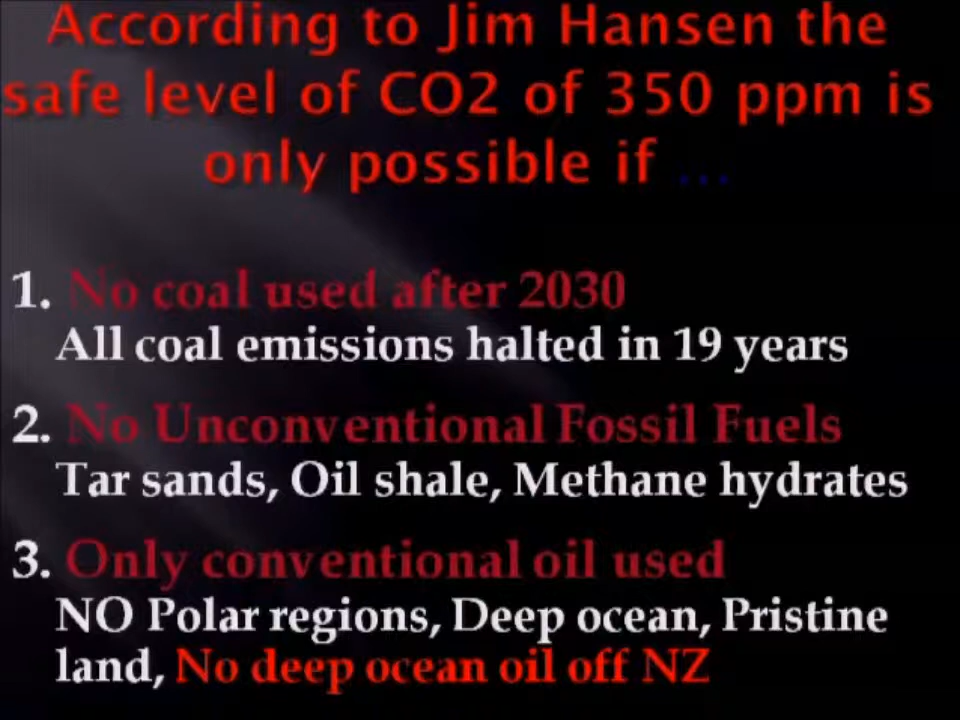 According to Jim Hansen the
safe level of CO2 of 350 ppm is
only possible if ...
1. No coal used after 2030
All coal emissions halted in 19 years
2. No Unconventional Fossil Fuels
Tar sands, Oil shale, Methane hydrates
3. Only conventional oil used
NO Polar regions, Deep ocean, Pristine
land, No deep ocean oil off NZ